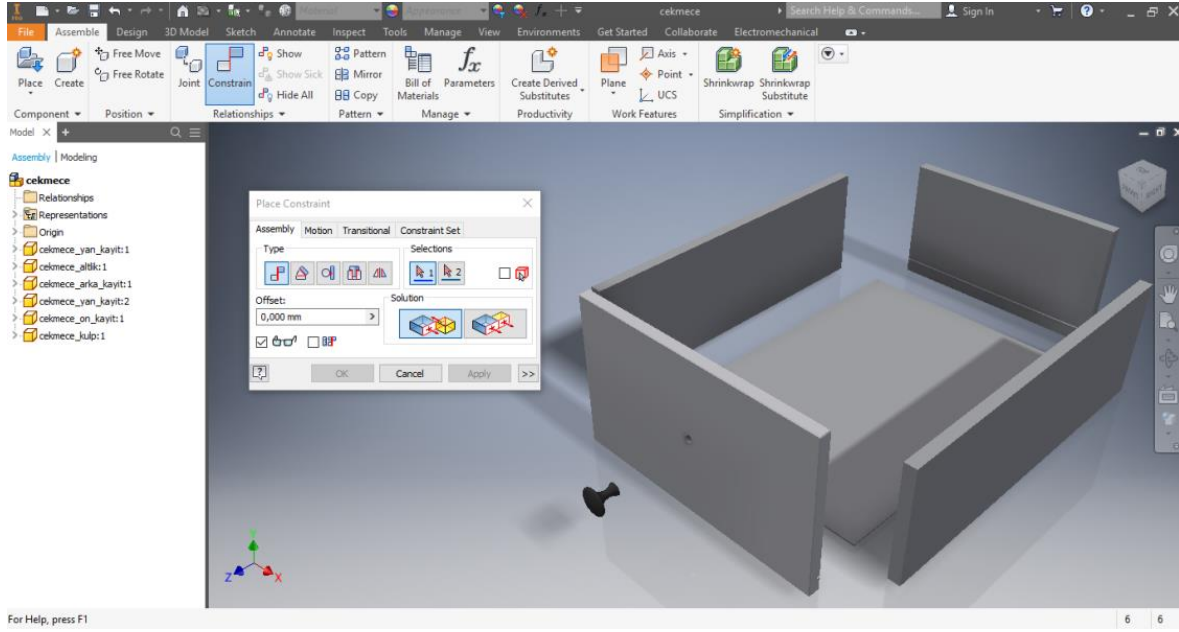 PRO
Material
Appearance
cekmece
Search Help & Commands...
Sign In
File Assemble Design 3D Model Sketch Annotate Inspect Tools Manage View Environments Get Started Collaborate Electromechanical
Place
Create
Free Move
Free Rotate
Joint
Constrain
Show
Show Sick
Hide All
Pattern
Mirror
Copy
Bill of
Materials
fx
Parameters
Create Derived
Substitutes
Plane
Axis
Point
UCS
Shrinkwrap
Shrinkwrap
Substitute
Component Position Relationships Pattern Manage Productivity Work Features Simplification
Model
Assembly | Modeling
cekmece
Relationships
Representations
Origin
cekmece_yan_kayit:1
cekmece_altlik:1
cekmece_arka_kayit:1
cekmece_yan_kayit:2
cekmece_on_kayit:1
cekmece_kulp:1
Place Constraint
Assembly Motion Transitional Constraint Set
Type
Selections
1 2
Offset:
0,000 mm
Solution
OK Cancel Apply >>
Y
Z X
For Help, press F1
6 6